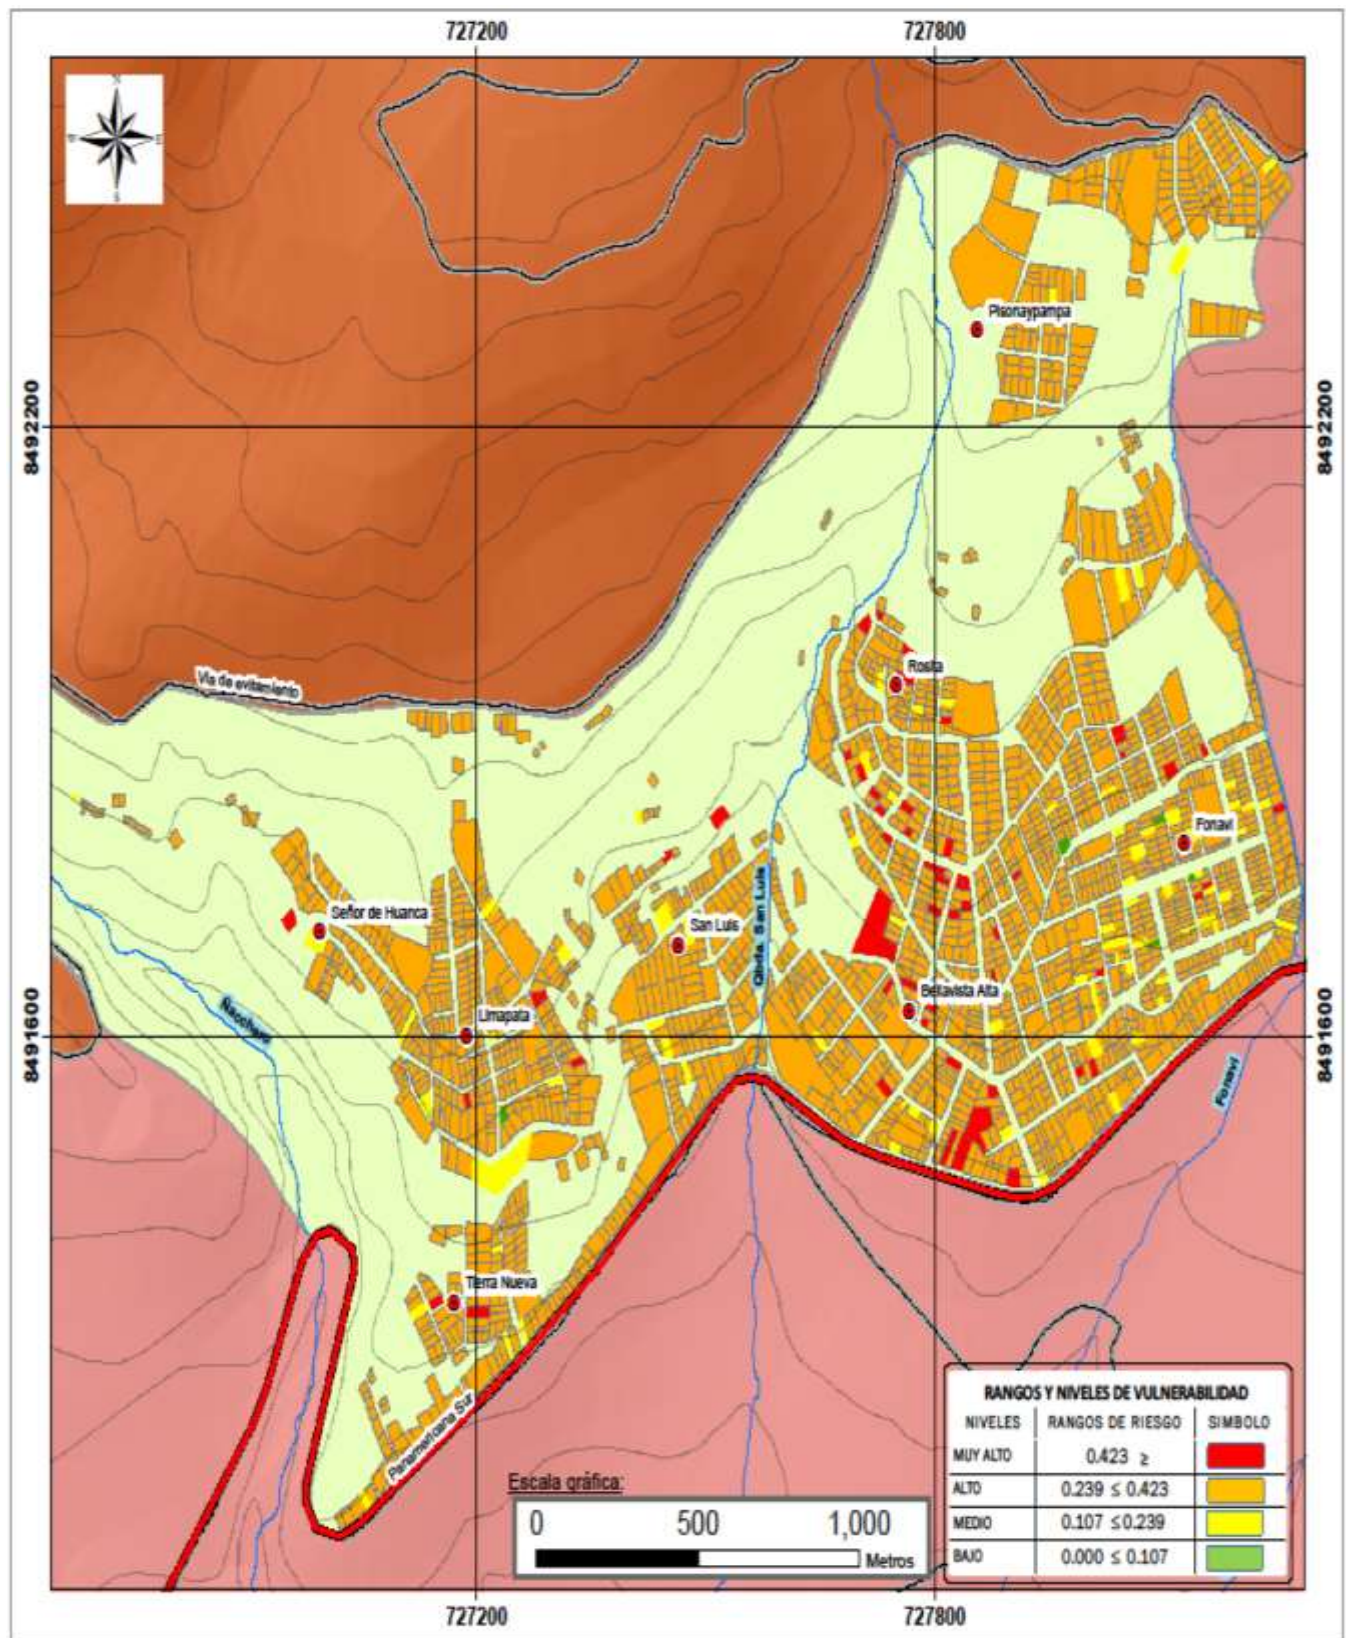 727200
727800
N
W
E
S
Pisonaypampa
8492200
8492200
Rosita
Via de evitamiento
Fonavi
Señor de Huanca
San Luis
Qbda. San Luis
Bellavista Alta
Ñacchero
Limapata
8491600
8491600
Fonavi
Tierra Nueva
Panamericana Sur
RANGOS Y NIVELES DE VULNERABILIDAD
NIVELES RANGOS DE RIESGO SIMBOLO
MUY ALTO 0.423 ≥
ALTO 0.239 ≤ 0.423
MEDIO 0.107 ≤0.239
BAJO 0.000 ≤ 0.107
Escala gráfica:
0 500 1,000
Metros
727200
727800